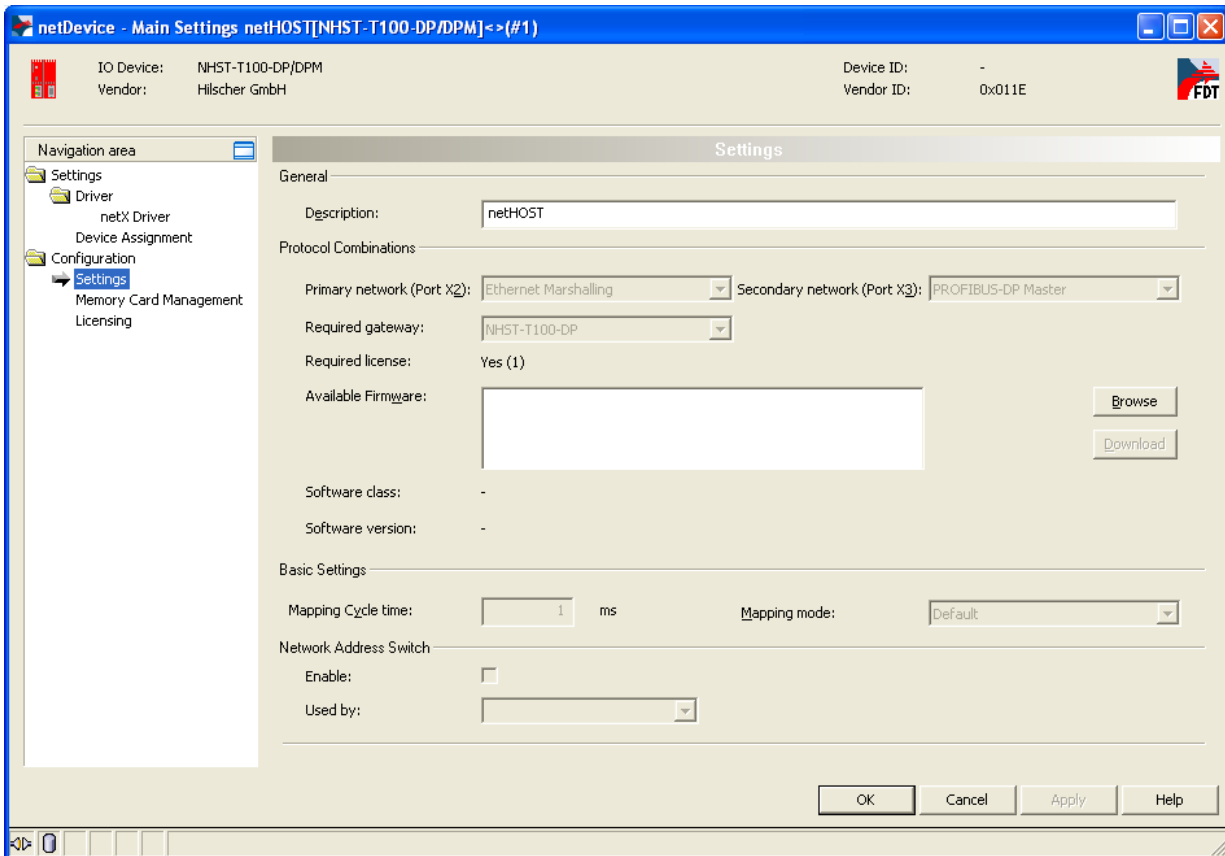 netDevice - Main Settings netHOST[NHST-T100-DP/DPM]<>(#1)
IO Device: NHST-T100-DP/DPM Device ID: -
Vendor: Hilscher GmbH Vendor ID: 0x011E
FDT
Navigation area
Settings
Driver
netX Driver
Device Assignment
Configuration
Settings
Memory Card Management
Licensing
Settings
General
Description: netHOST
Protocol Combinations
Primary network (Port X2): Ethernet Marshalling Secondary network (Port X3): PROFIBUS-DP Master
Required gateway: NHST-T100-DP
Required license: Yes (1)
Available Firmware: Browse
Download
Software class: -
Software version: -
Basic Settings
Mapping Cycle time: 1 ms Mapping mode: Default
Network Address Switch
Enable:
Used by:
OK Cancel Apply Help